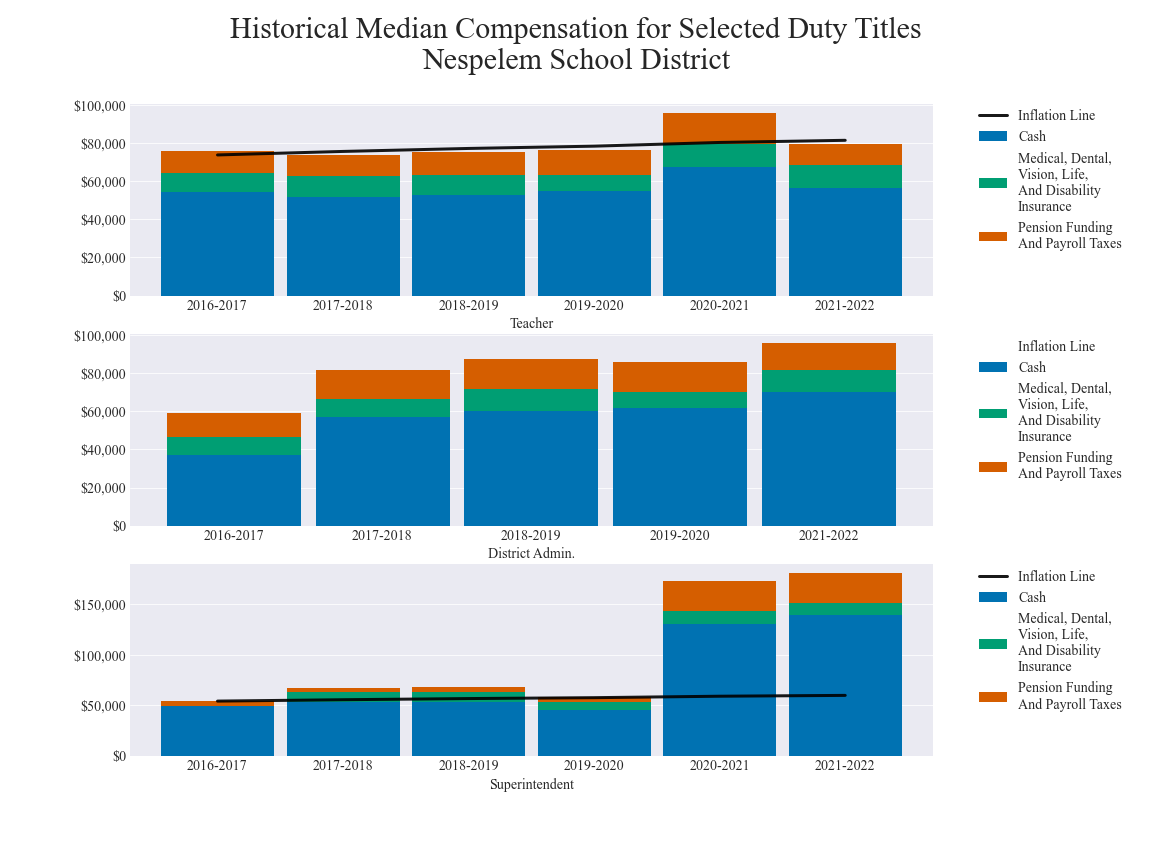 Historical Median Compensation for Selected Duty Titles
Nespelem School District
$100,000
$80,000
$60,000
$40,000
$20,000
$0
2016-2017
2017-2018
2018-2019
2019-2020
2020-2021
2021-2022
Teacher
Inflation Line
Cash
Medical, Dental,
Vision, Life,
And Disability
Insurance
Pension Funding
And Payroll Taxes
$100,000
$80,000
$60,000
$40,000
$20,000
$0
2016-2017
2017-2018
2018-2019
2019-2020
2021-2022
District Admin.
Inflation Line
Cash
Medical, Dental,
Vision, Life,
And Disability
Insurance
Pension Funding
And Payroll Taxes
$150,000
$100,000
$50,000
$0
2016-2017
2017-2018
2018-2019
2019-2020
2020-2021
2021-2022
Superintendent
Inflation Line
Cash
Medical, Dental,
Vision, Life,
And Disability
Insurance
Pension Funding
And Payroll Taxes